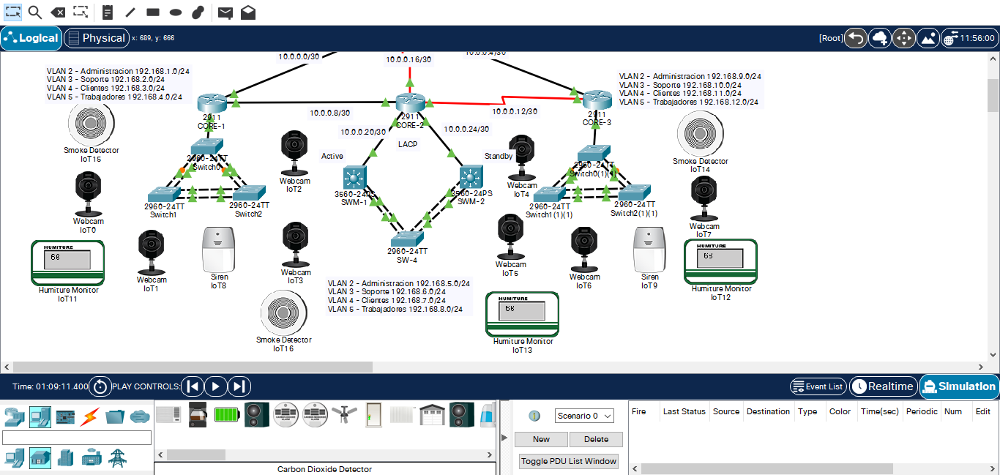 Logical
Physical
x: 689, y: 666
[Root]
11:56:00
10.0.0.0/30
10.0.0.16/30
10.0.0.4/30
VLAN 2 - Administracion 192.168.1.0/24
VLAN 3 - Soporte 192.168.2.0/24
VLAN 4 - Clientes 192.168.3.0/24
VLAN 5 - Trabajadores 192.168.4.0/24
VLAN 2 - Administracion 192.168.9.0/24
VLAN 3 - Soporte 192.168.10.0/24
VLAN 4 - Clientes 192.168.11.0/24
VLAN 5 - Trabajadores 192.168.12.0/24
2911
CORE-1
10.0.0.8/30
2911
CORE-2
10.0.0.12/30
2911
CORE-3
10.0.0.20/30
10.0.0.24/30
LACP
Active
Standby
Smoke Detector
IoT15
2960-24TT
Switch0
Webcam
IoT2
Webcam
IoT4
2960-24TT
Switch0(1)(1)
Smoke Detector
IoT14
3560-24PS
SWM-1
3560-24PS
SWM-2
2960-24TT
Switch1
2960-24TT
Switch2
2960-24TT
Switch1(1)(1)
2960-24TT
Switch2(1)(1)
Webcam
IoT0
Webcam
IoT7
2960-24TT
SW-4
HUMITURE
68
Humiture Monitor
IoT11
Webcam
IoT1
Siren
IoT8
Webcam
IoT3
Webcam
IoT5
Webcam
IoT6
Siren
IoT9
HUMITURE
68
Humiture Monitor
IoT12
VLAN 2 - Administracion 192.168.5.0/24
VLAN 3 - Soporte 192.168.6.0/24
VLAN 4 - Clientes 192.168.7.0/24
VLAN 5 - Trabajadores 192.168.8.0/24
Smoke Detector
IoT16
HUMITURE
68
Humiture Monitor
IoT13
Time: 01:09:11.400
PLAY CONTROLS:
Event List
Realtime
Simulation
Scenario 0
New
Delete
Toggle PDU List Window
Fire Last Status Source Destination Type Color Time(sec) Periodic Num Edit
Carbon Dioxide Detector